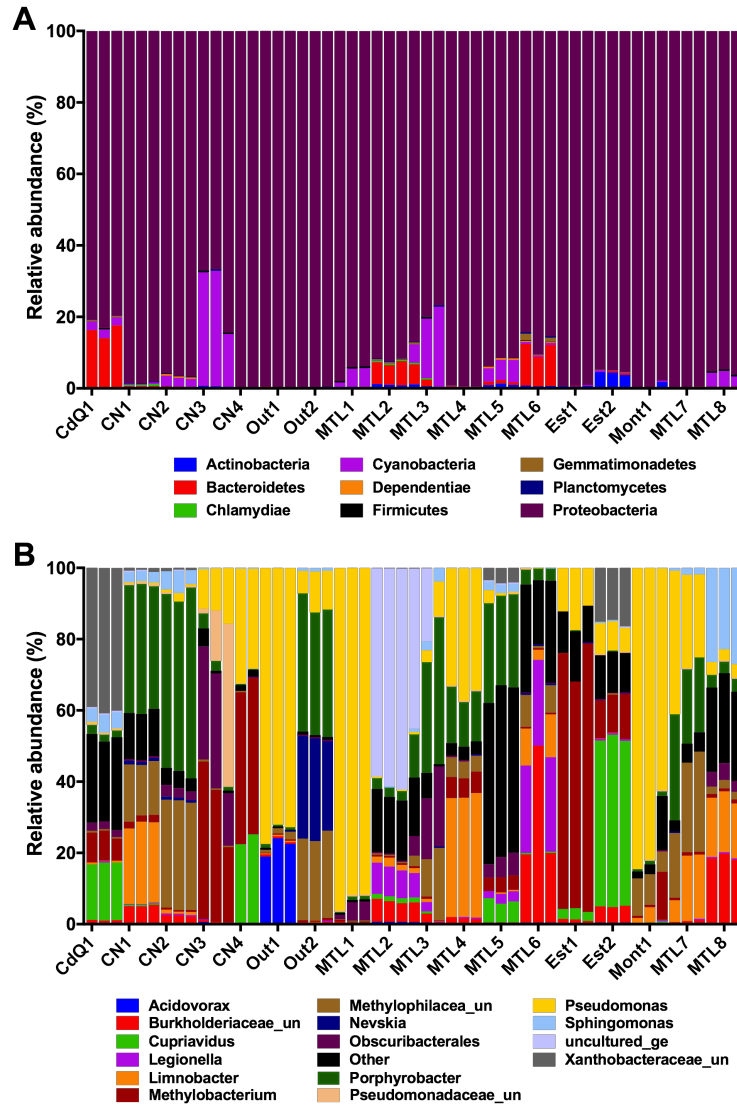 A
Relative abundance (%)
100
80
60
40
20
0
CdQ1 CN1 CN2 CN3 CN4 Out1 Out2 MTL1 MTL2 MTL3 MTL4 MTL5 MTL6 Est1 Est2 Mont1 MTL7 MTL8
Actinobacteria Cyanobacteria Gemmatimonadetes
Bacteroidetes Dependentiae Planctomycetes
Chlamydiae Firmicutes Proteobacteria
B
Relative abundance (%)
100
80
60
40
20
0
CdQ1 CN1 CN2 CN3 CN4 Out1 Out2 MTL1 MTL2 MTL3 MTL4 MTL5 MTL6 Est1 Est2 Mont1 MTL7 MTL8
Acidovorax Methylophilacea_un Pseudomonas
Burkholderiaceae_un Nevskia Sphingomonas
Cupriavidus Obscuribacterales uncultured_ge
Legionella Other Xanthobacteraceae_un
Limnobacter Porphyrobacter
Methylobacterium Pseudomonadaceae_un